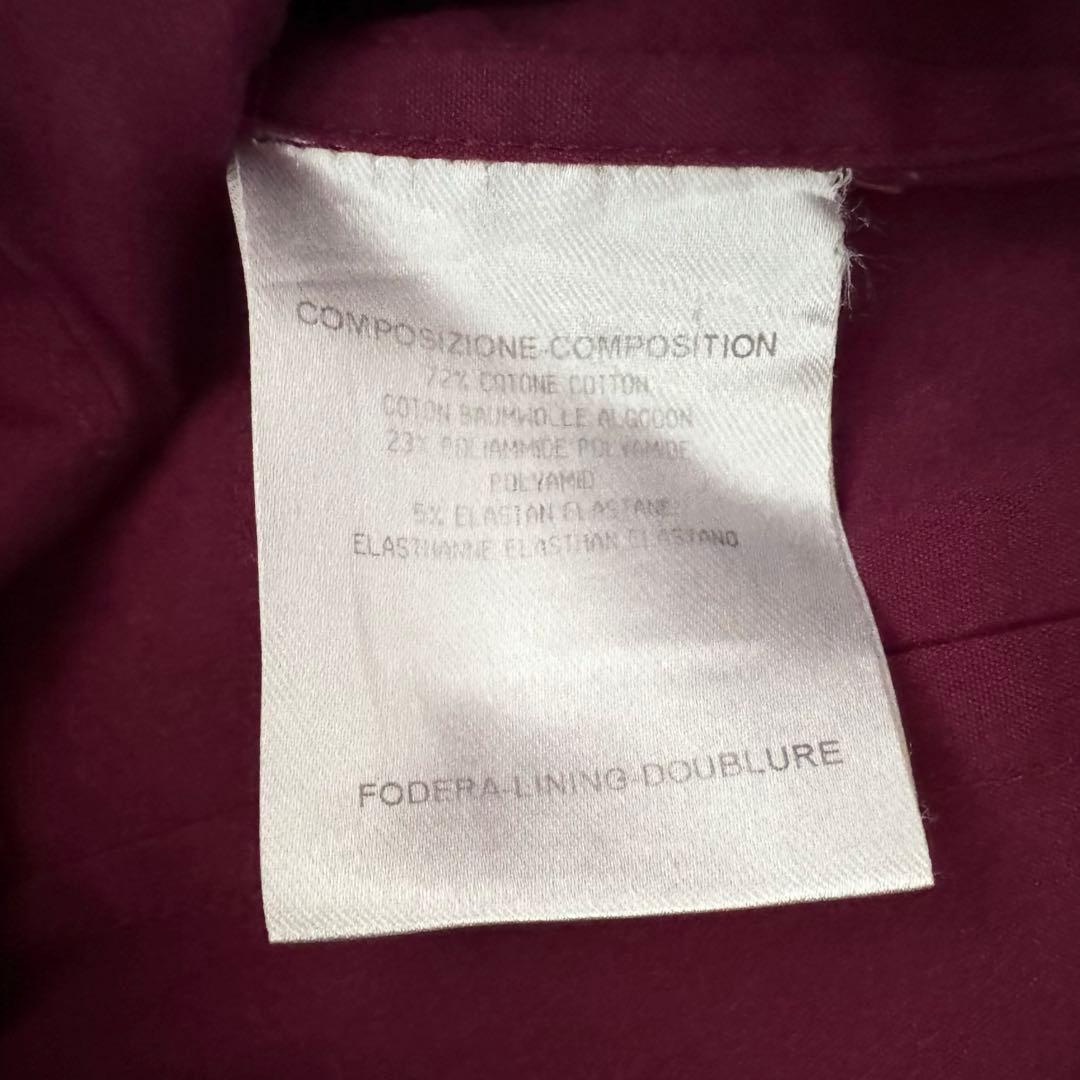 COMPOSIZIONE-COMPOSITION
72% COTONE COTTON
COTON BAUMWOLLE ALGODON
23% POLIAMMIDE POLYAMIDE
POLYAMID
5% ELASTAN ELASTANE
ELASTHANNE ELASTHAN ELASTANO
FODERA-LINING-DOUBLURE